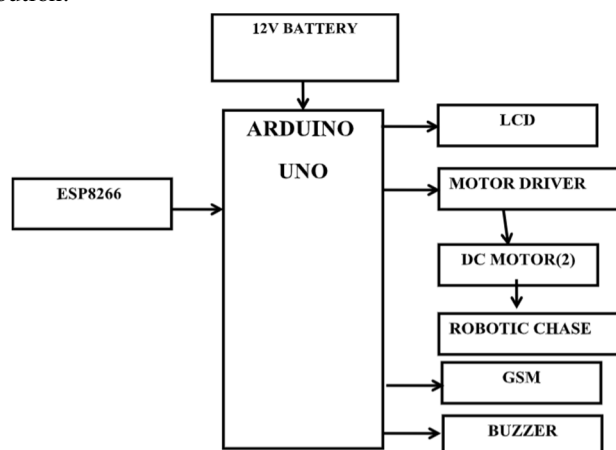 12V BATTERY
ARDUINO
UNO
ESP8266
LCD
MOTOR DRIVER
DC MOTOR(2)
ROBOTIC CHASE
GSM
BUZZER